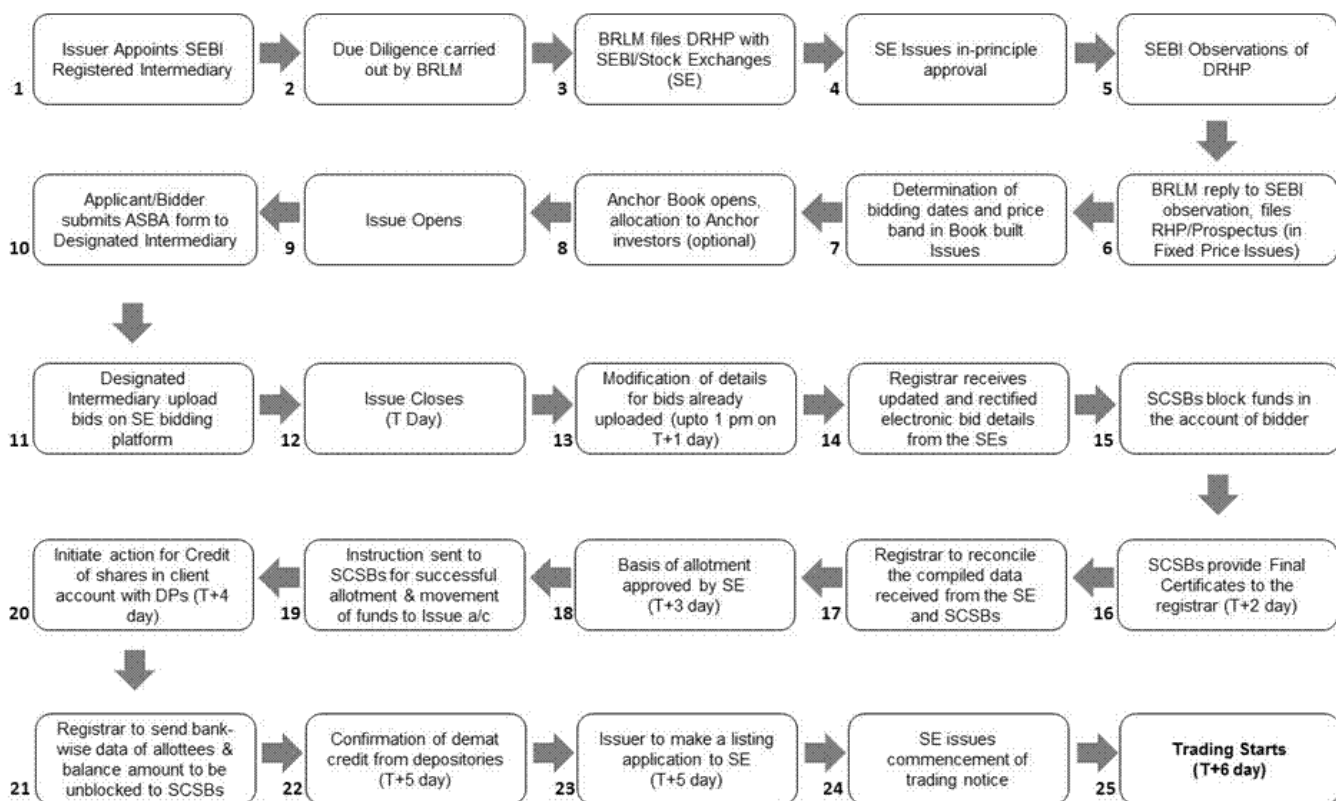 Issuer Appoints SEBI
Registered Intermediary
1
Due Diligence carried
out by BRLM
2
BRLM files DRHP with
SEBI/Stock Exchanges
(SE)
3
SE Issues in-principle
approval
4
SEBI Observations of
DRHP
5
BRLM reply to SEBI
observation, files
RHP/Prospectus (in
Fixed Price Issues)
6
Determination of
bidding dates and price
band in Book built
Issues
7
Anchor Book opens,
allocation to Anchor
investors (optional)
8
Issue Opens
9
Applicant/Bidder
submits ASBA form to
Designated Intermediary
10
Designated
Intermediary upload
bids on SE bidding
platform
11
Issue Closes
(T Day)
12
Modification of details
for bids already
uploaded (upto 1 pm on
T+1 day)
13
Registrar receives
updated and rectified
electronic bid details
from the SEs
14
SCSBs block funds in
the account of bidder
15
SCSBs provide Final
Certificates to the
registrar (T+2 day)
16
Registrar to reconcile
the compiled data
received from the SE
and SCSBs
17
Basis of allotment
approved by SE
(T+3 day)
18
Instruction sent to
SCSBs for successful
allotment & movement
of funds to Issue a/c
19
Initiate action for Credit
of shares in client
account with DPs (T+4
day)
20
Registrar to send bank-
wise data of allottees &
balance amount to be
unblocked to SCSBs
21
Confirmation of demat
credit from depositories
(T+5 day)
22
Issuer to make a listing
application to SE
(T+5 day)
23
SE issues
commencement of
trading notice
24
Trading Starts
(T+6 day)
25